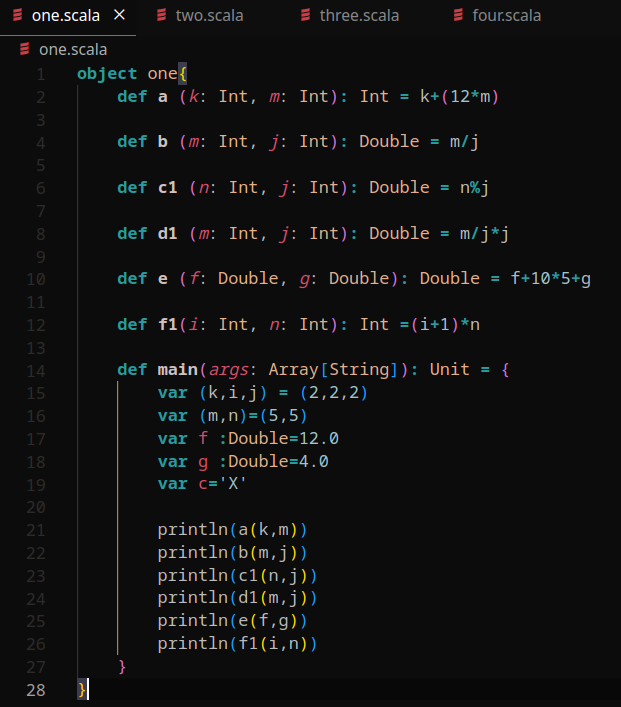 one.scala × two.scala three.scala four.scala
one.scala
1 object one{
2     def a (k: Int, m: Int): Int = k+(12*m)
3
4     def b (m: Int, j: Int): Double = m/j
5
6     def c1 (n: Int, j: Int): Double = n%j
7
8     def d1 (m: Int, j: Int): Double = m/j*j
9
10     def e (f: Double, g: Double): Double = f+10*5+g
11
12     def f1(i: Int, n: Int): Int =(i+1)*n
13
14     def main(args: Array[String]): Unit = {
15         var (k,i,j) = (2,2,2)
16         var (m,n)=(5,5)
17         var f :Double=12.0
18         var g :Double=4.0
19         var c='X'
20
21         println(a(k,m))
22         println(b(m,j))
23         println(c1(n,j))
24         println(d1(m,j))
25         println(e(f,g))
26         println(f1(i,n))
27     }
28 }